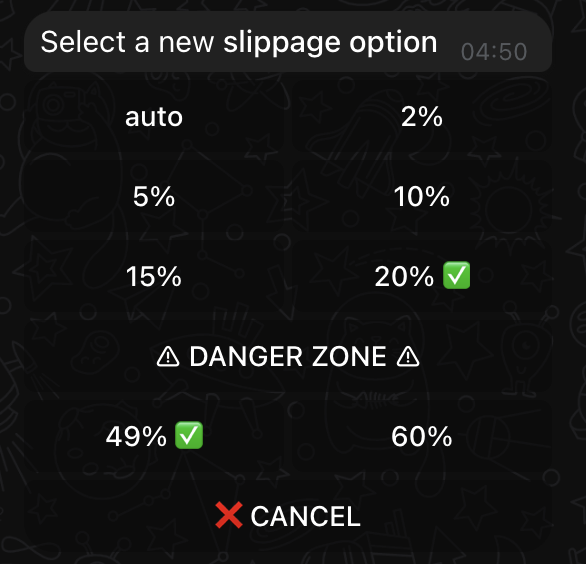 Select a new slippage option 04:50
auto 2%
5% 10%
15% 20% ✅
⚠ DANGER ZONE ⚠
49% ✅ 60%
❌ CANCEL